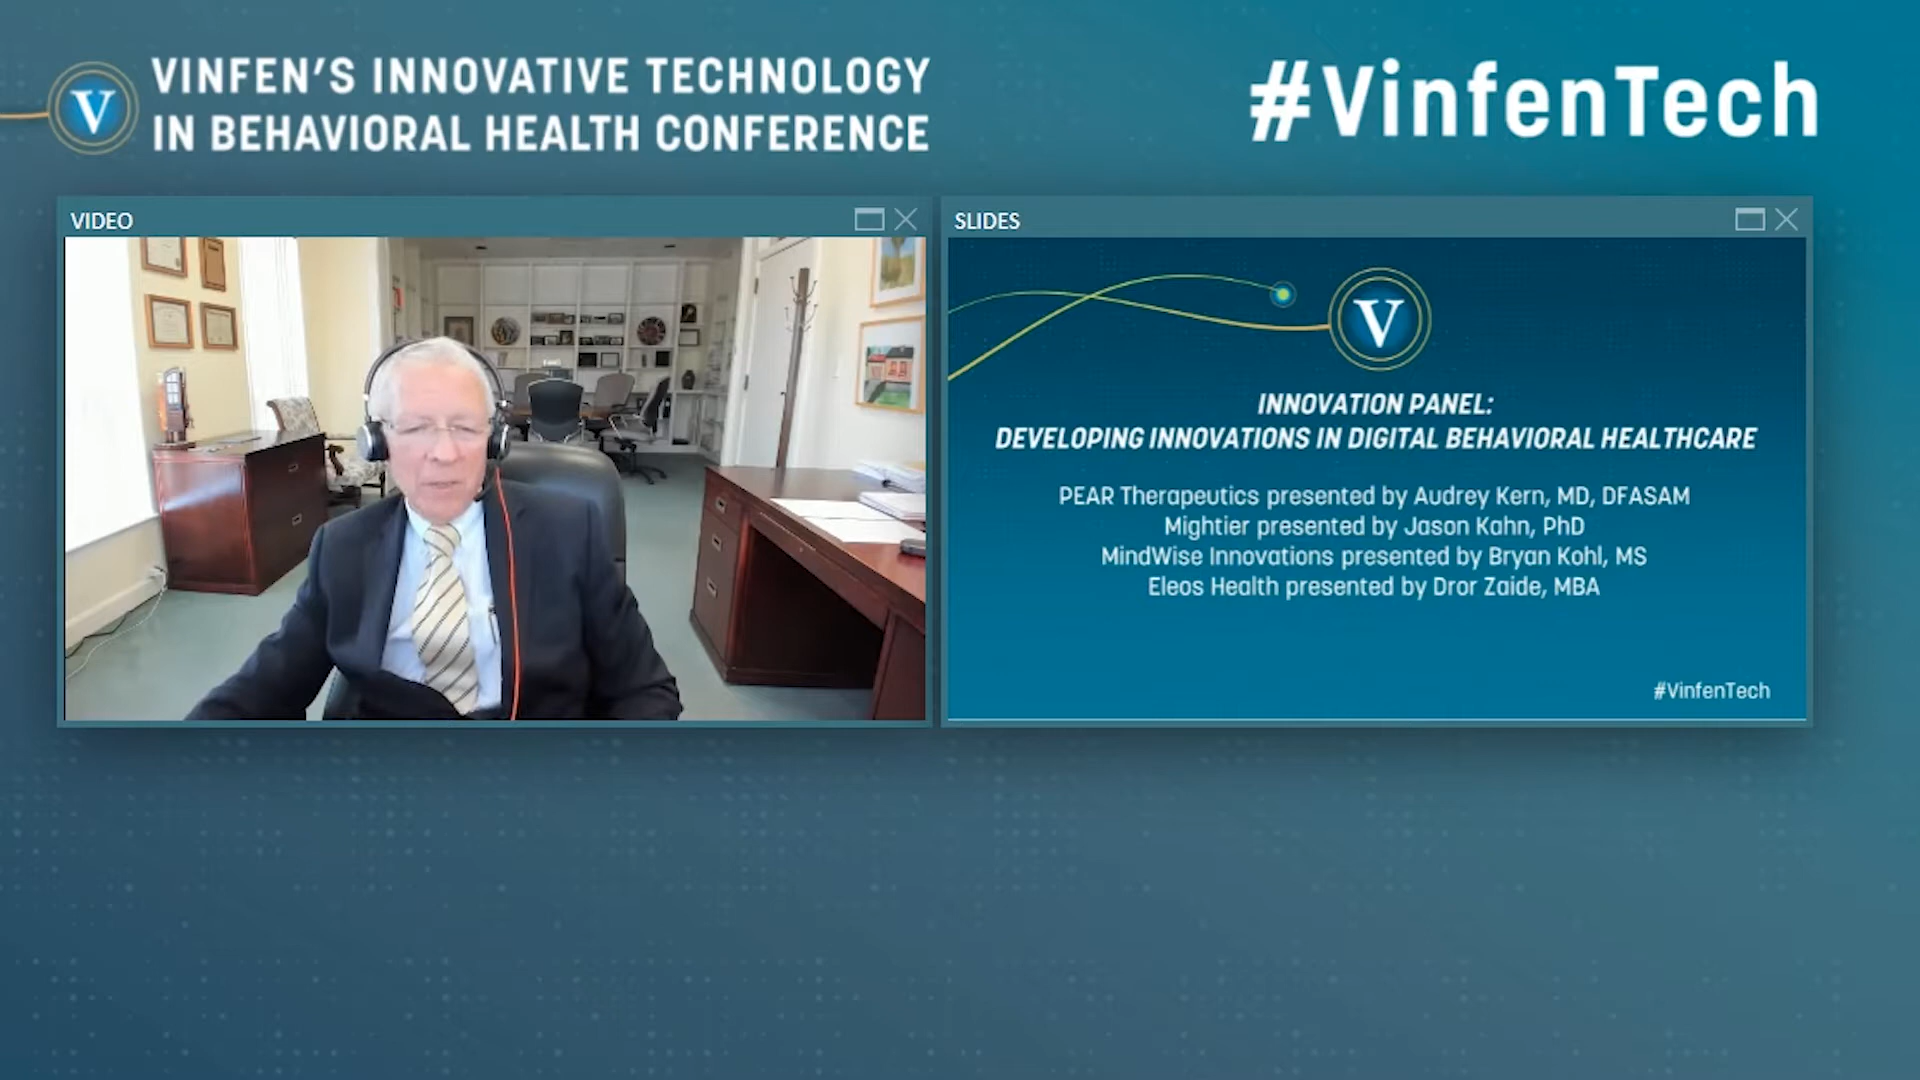 V
VINFEN'S INNOVATIVE TECHNOLOGY
IN BEHAVIORAL HEALTH CONFERENCE
#VinfenTech
VIDEO
SLIDES
V
INNOVATION PANEL:
DEVELOPING INNOVATIONS IN DIGITAL BEHAVIORAL HEALTHCARE
PEAR Therapeutics presented by Audrey Kern, MD, DFASAM
Mightier presented by Jason Kahn, PhD
MindWise Innovations presented by Bryan Kohl, MS
Eleos Health presented by Dror Zaide, MBA
#VinfenTech